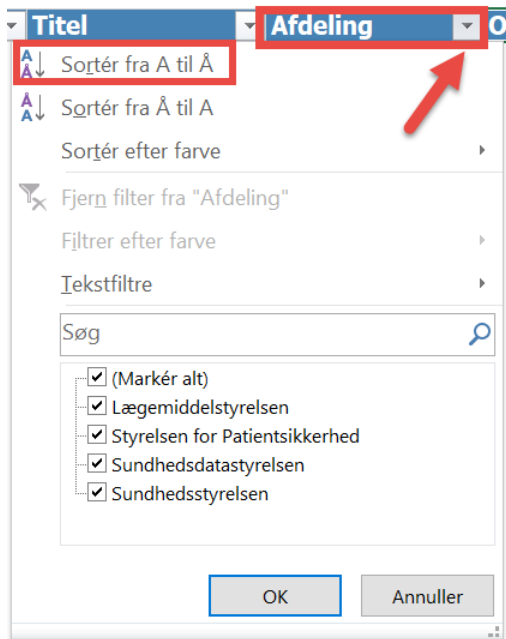 Titel Afdeling O
Sortér fra A til Å
Sortér fra Å til A
Sortér efter farve
Fjern filter fra "Afdeling"
Filtrer efter farve
Tekstfiltre
Søg
(Markér alt)
Lægemiddelstyrelsen
Styrelsen for Patientsikkerhed
Sundhedsdatastyrelsen
Sundhedsstyrelsen
OK Annuller